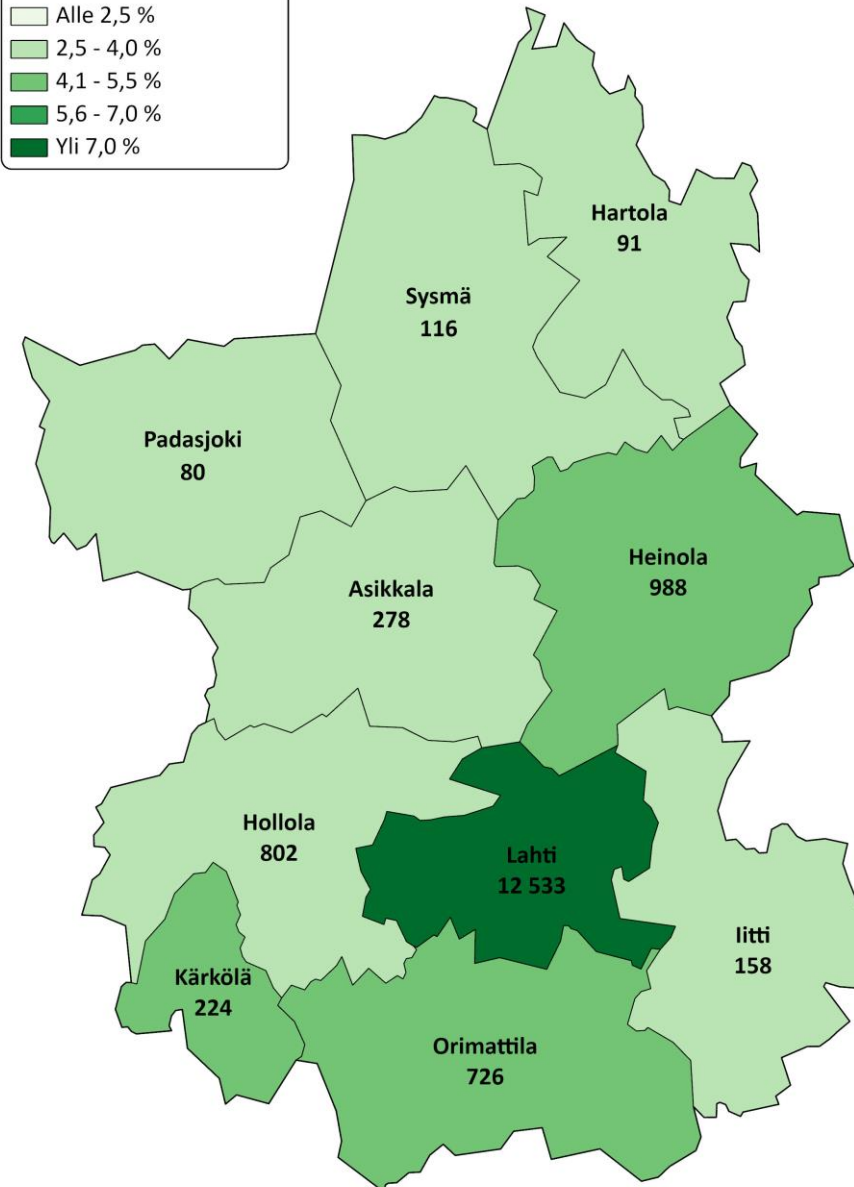 Alle 2,5 %
2,5 - 4,0 %
4,1 - 5,5 %
5,6 - 7,0 %
Yli 7,0 %
Hartola
91
Sysmä
116
Padasjoki
80
Heinola
988
Asikkala
278
Hollola
802
Lahti
12 533
Iitti
158
Kärkölä
224
Orimattila
726